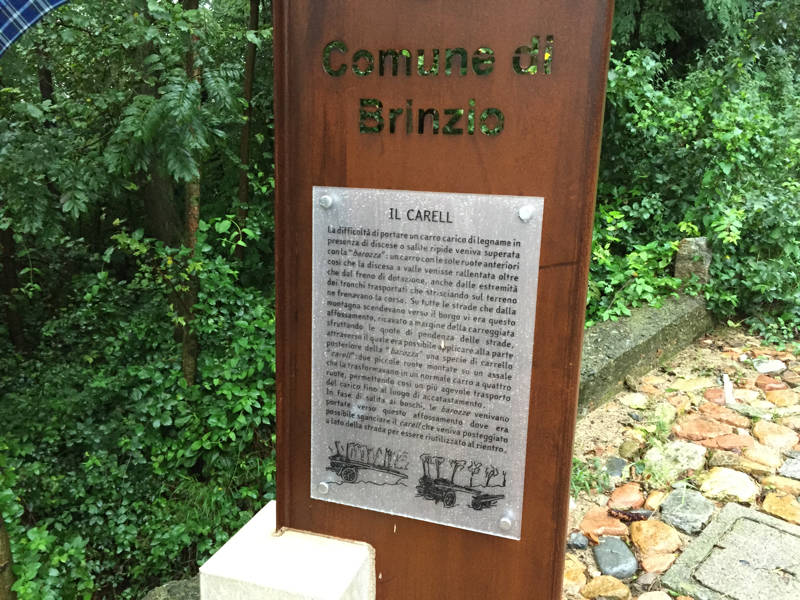 Comune di
Brinzio
IL CARELL
La difficoltà di portare un carro carico di legname in
presenza di discese o salite ripide veniva superata
con la "barozza": un carro con le sole ruote anteriori
così che la discesa a valle venisse rallentata oltre
che dal freno di dotazione, anche dalle estremità
dei tronchi trasportati che strisciando sul terreno
ne frenavano la corsa. Su tutte le strade che dalla
montagna scendevano verso il borgo vi era questo
affossamento, ricavato a margine della carreggiata
sfruttando le quote di pendenza delle strade,
attraverso il quale era possibile applicare alla parte
posteriore della "barozza" una specie di carrello
"carell": due piccole ruote montate su un assale
che la trasformavano in un normale carro a quattro
ruote, permettendo così un più agevole trasporto
del carico fino al luogo di accatastamento.
In fase di salita ai boschi, le barozze venivano
portate verso questo affossamento dove era
possibile sganciare il carell che veniva posteggiato
a lato della strada per essere riutilizzato al rientro.